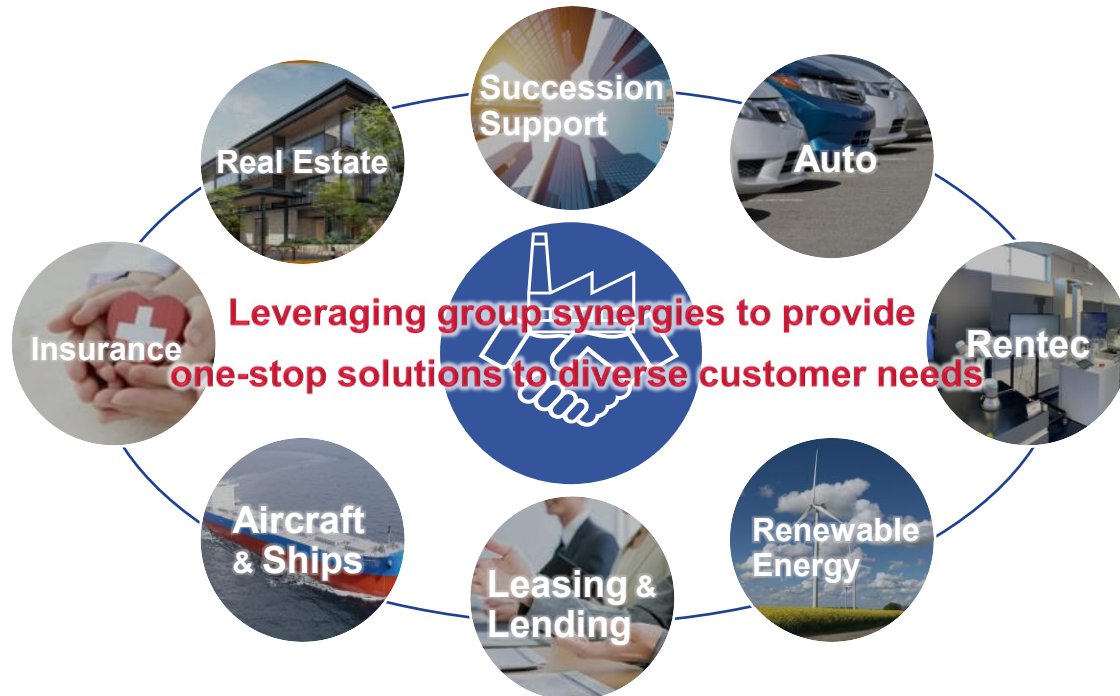 Succession
Support
Real Estate
Auto
Leveraging group synergies to provide
one-stop solutions to diverse customer needs
Insurance
Rentec
Aircraft
& Ships
Renewable
Energy
Leasing &
Lending